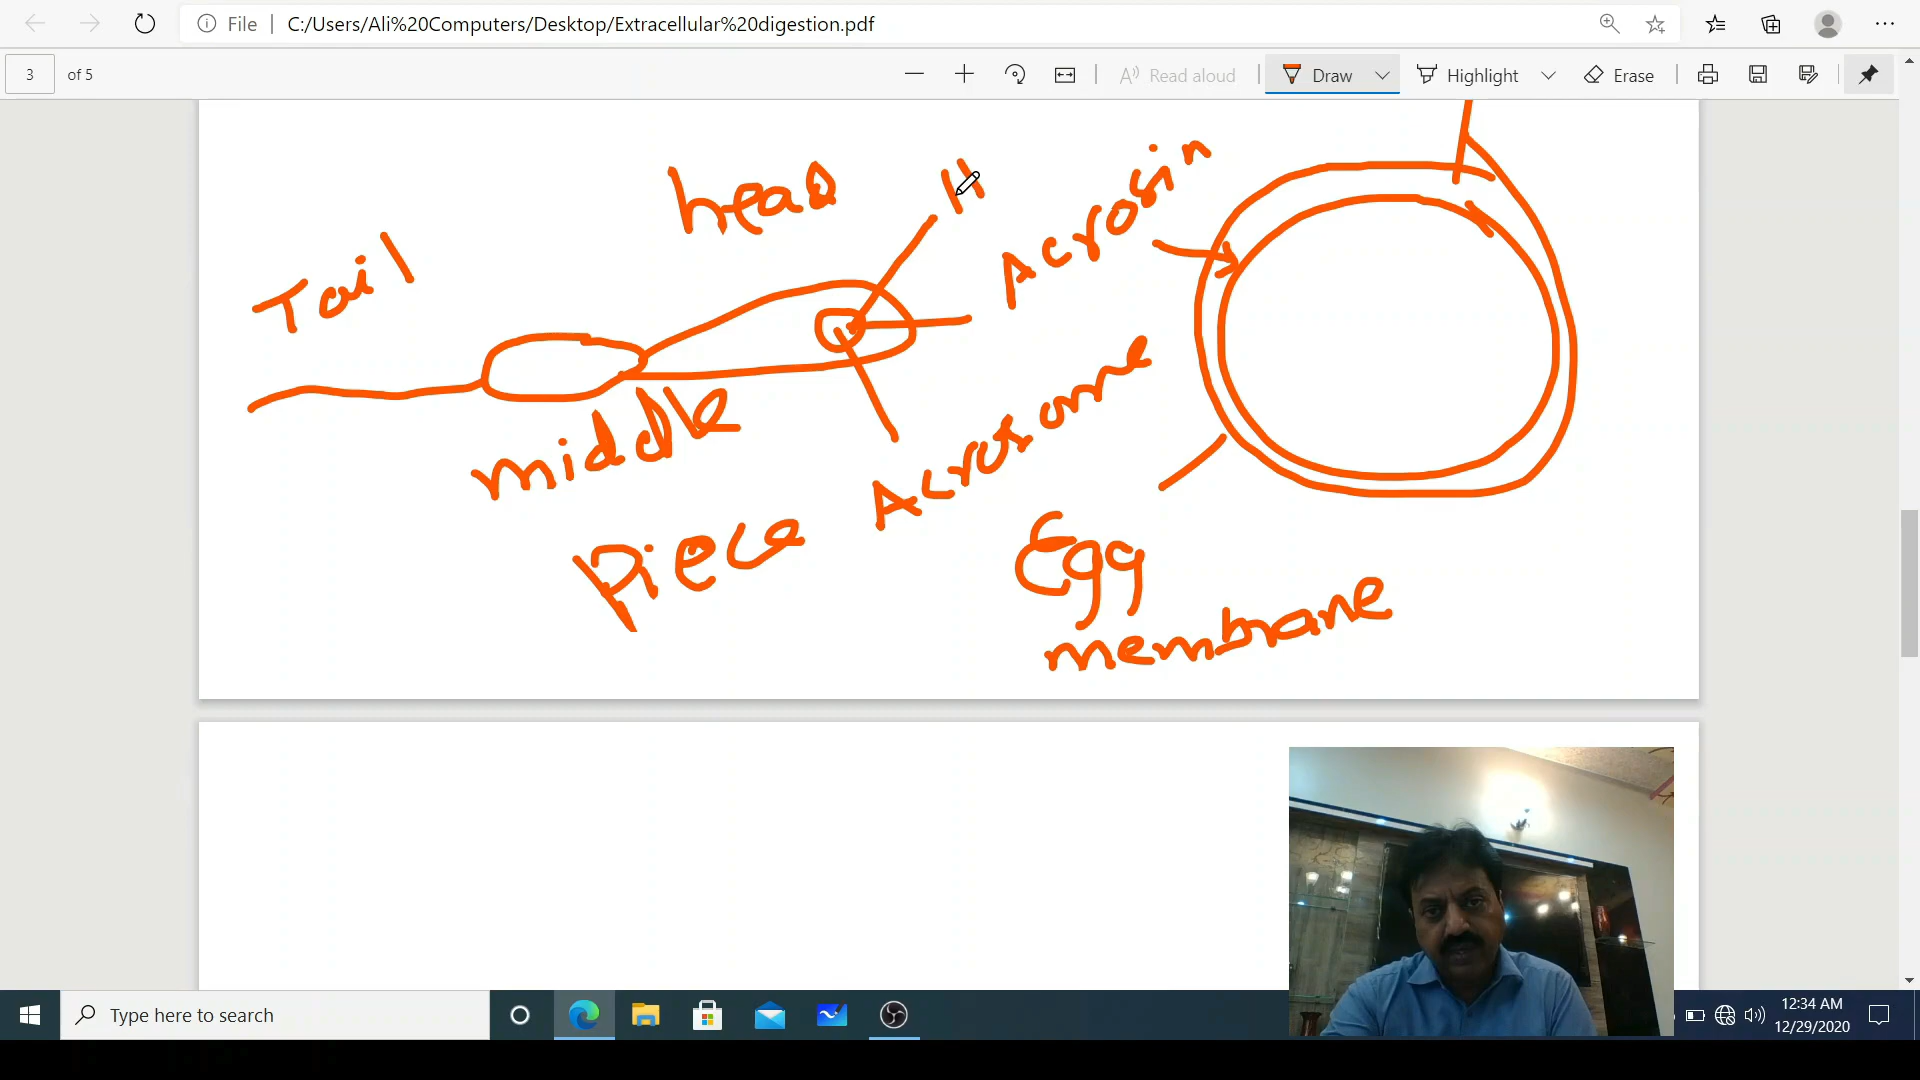 File
C:/Users/Ali%20Computers/Desktop/Extracellular%20digestion.pdf
3 of 5
Read aloud
Draw
Highlight
Erase
head
H
Acrosin
Tail
middle
Piece
Acrosome
Egg
membrane
Type here to search
12:34 AM
12/29/2020